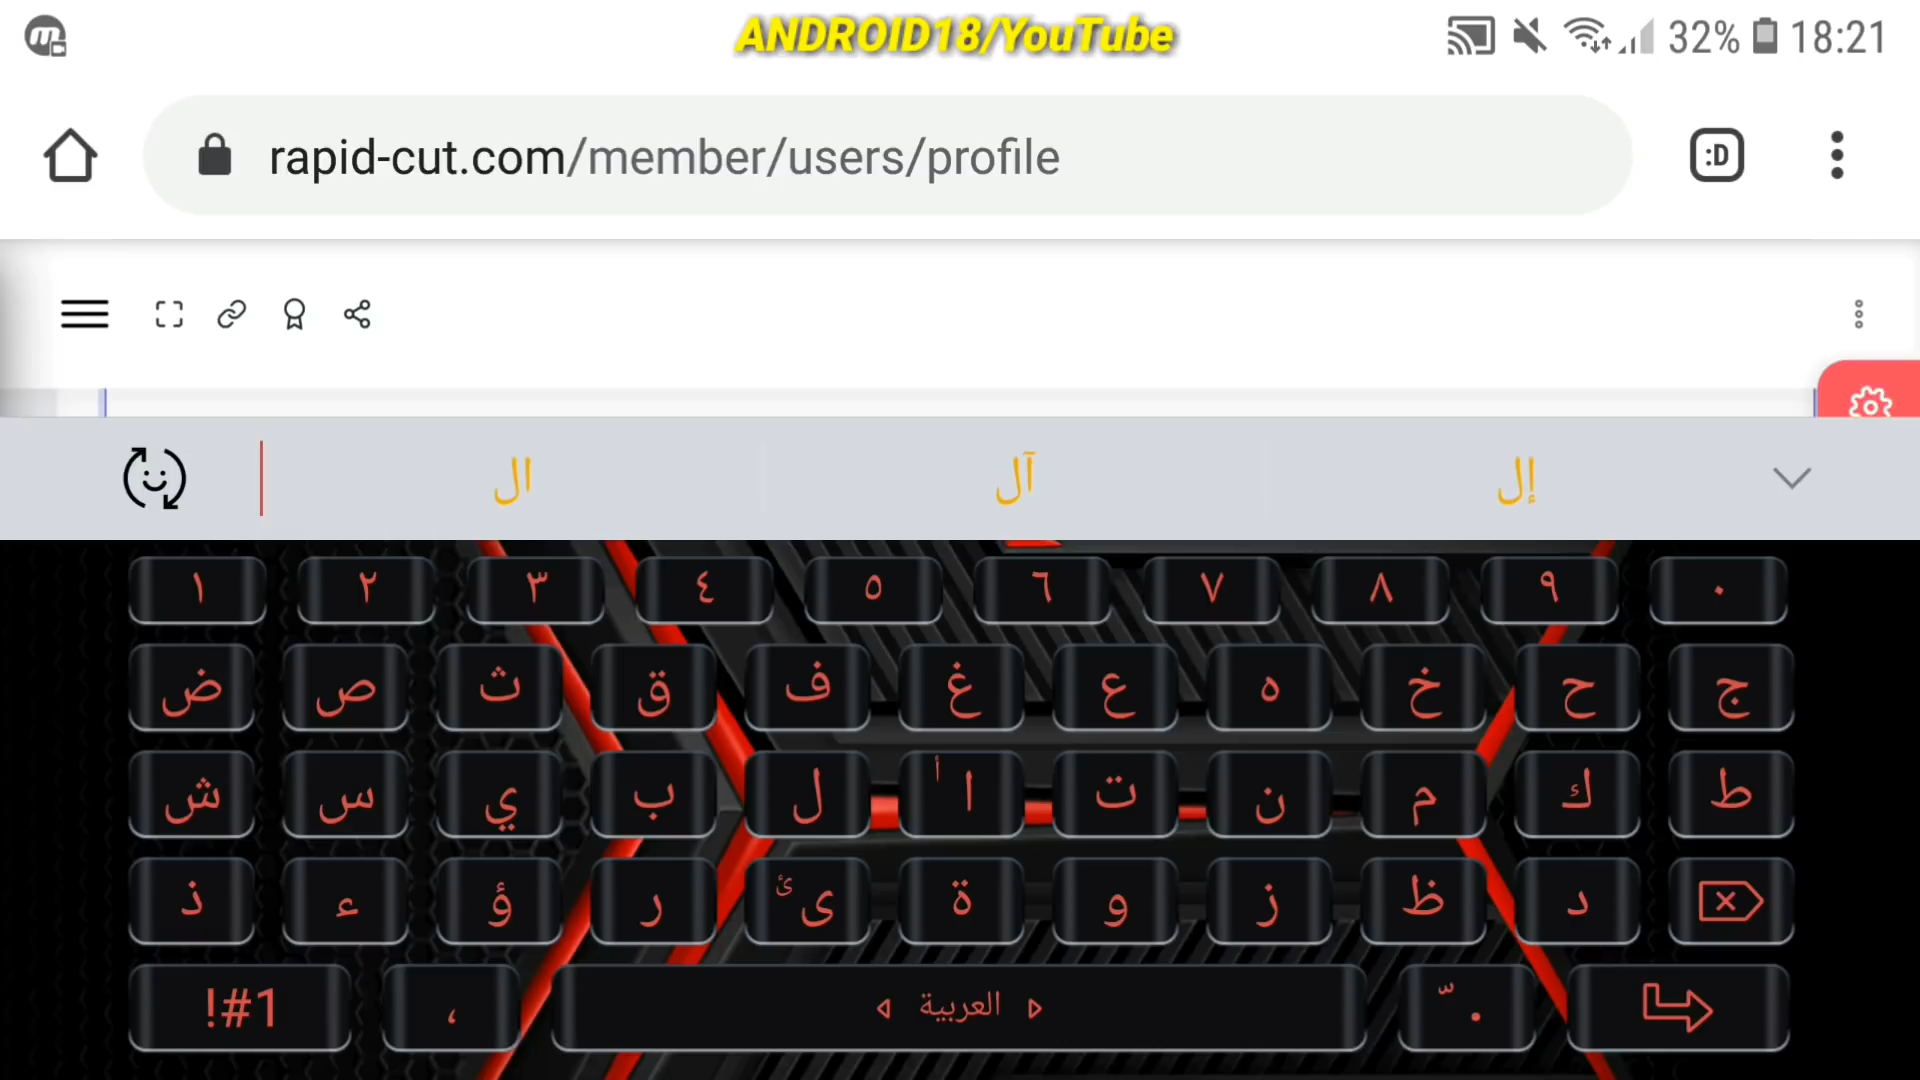 ANDROID18/YouTube
32% 18:21
rapid-cut.com/member/users/profile
:D
ال آل إل
١ ٢ ٣ ٤ ٥ ٦ ٧ ٨ ٩ ٠
ض ص ث ق ف غ ع ه خ ح ج
ش س ي ب ل ا أ ت ن م ك ط
ذ ء ؤ ر ى ئ ة و ز ظ د
!#1 ، العربية .